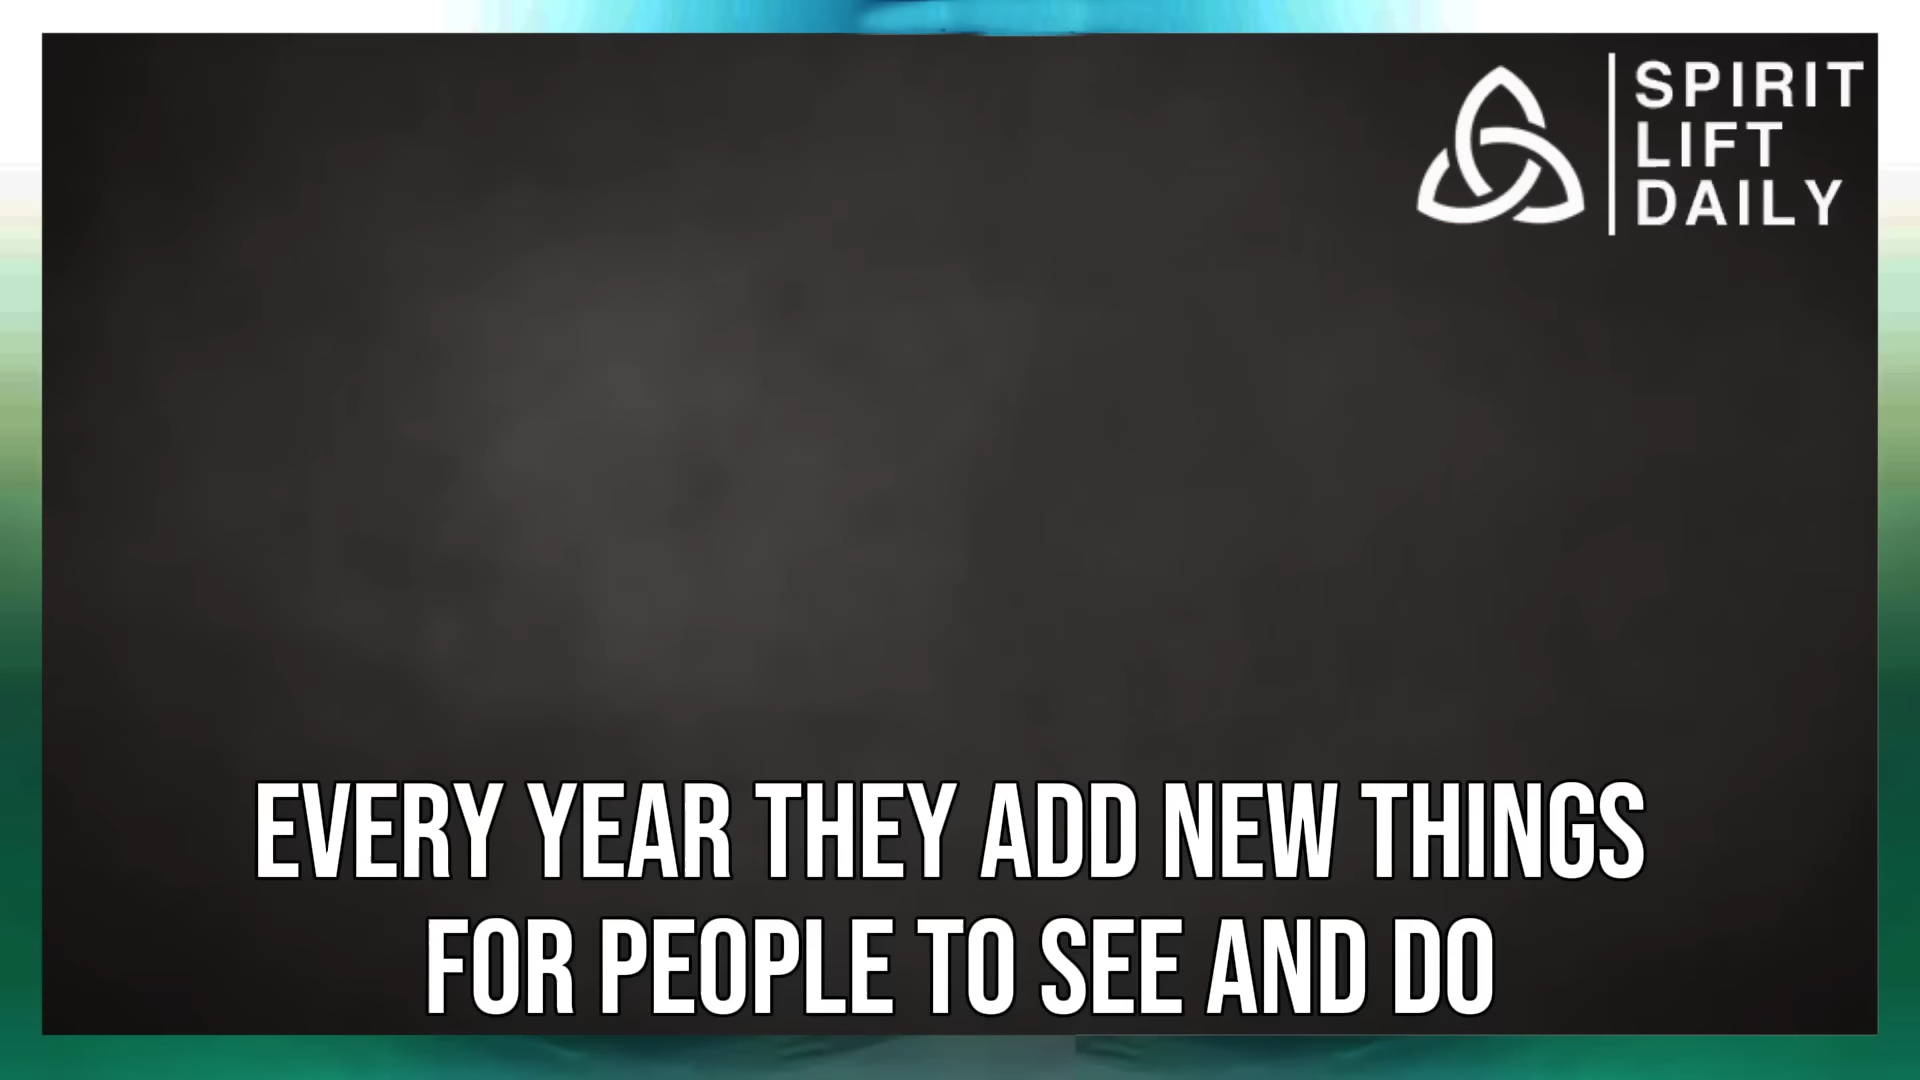 SPIRIT
LIFT
DAILY
EVERY YEAR THEY ADD NEW THINGS
FOR PEOPLE TO SEE AND DO